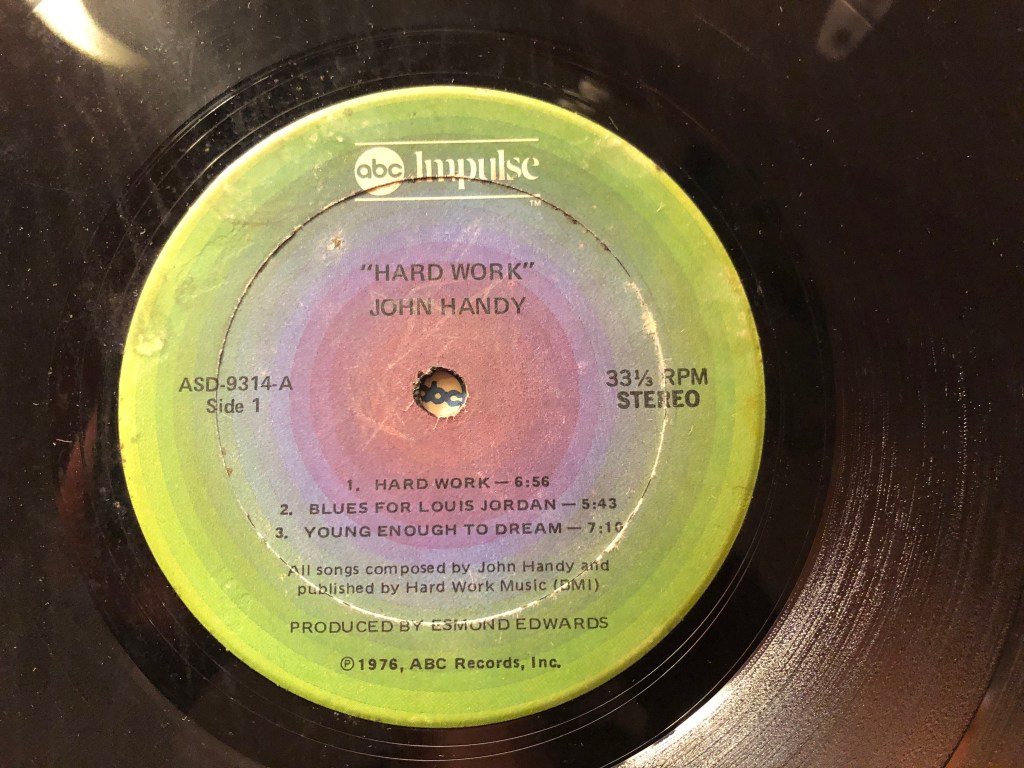 abc Impulse
TM
"HARD WORK"
JOHN HANDY
ASD-9314-A
Side 1
33⅓ RPM
STEREO
abc
1. HARD WORK — 6:56
2. BLUES FOR LOUIS JORDAN — 5:43
3. YOUNG ENOUGH TO DREAM — 7:10
All songs composed by John Handy and
published by Hard Work Music (BMI)
PRODUCED BY ESMOND EDWARDS
℗1976, ABC Records, Inc.